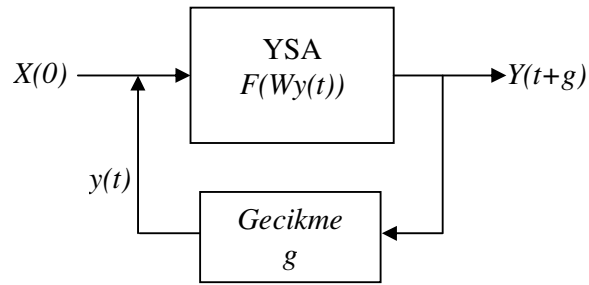 YSA
X(0)
F(Wy(t))
Y(t+g)
y(t)
Gecikme
g